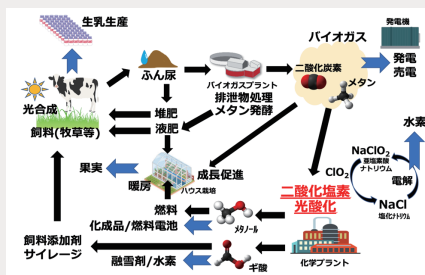 生乳生産
光合成
飼料(牧草等)
ふん尿
堆肥
液肥
バイオガスプラント
排泄物処理
メタン発酵
バイオガス
二酸化炭素
メタン
発電機
発電
売電
水素
NaClO2
亜塩素酸
ナトリウム
ClO2
電解
NaCl
塩化ナトリウム
果実
暖房
ハウス栽培
成長促進
二酸化塩素
光酸化
燃料
化成品/燃料電池
メタノール
化学プラント
飼料添加剤
サイレージ
融雪剤/水素
ギ酸